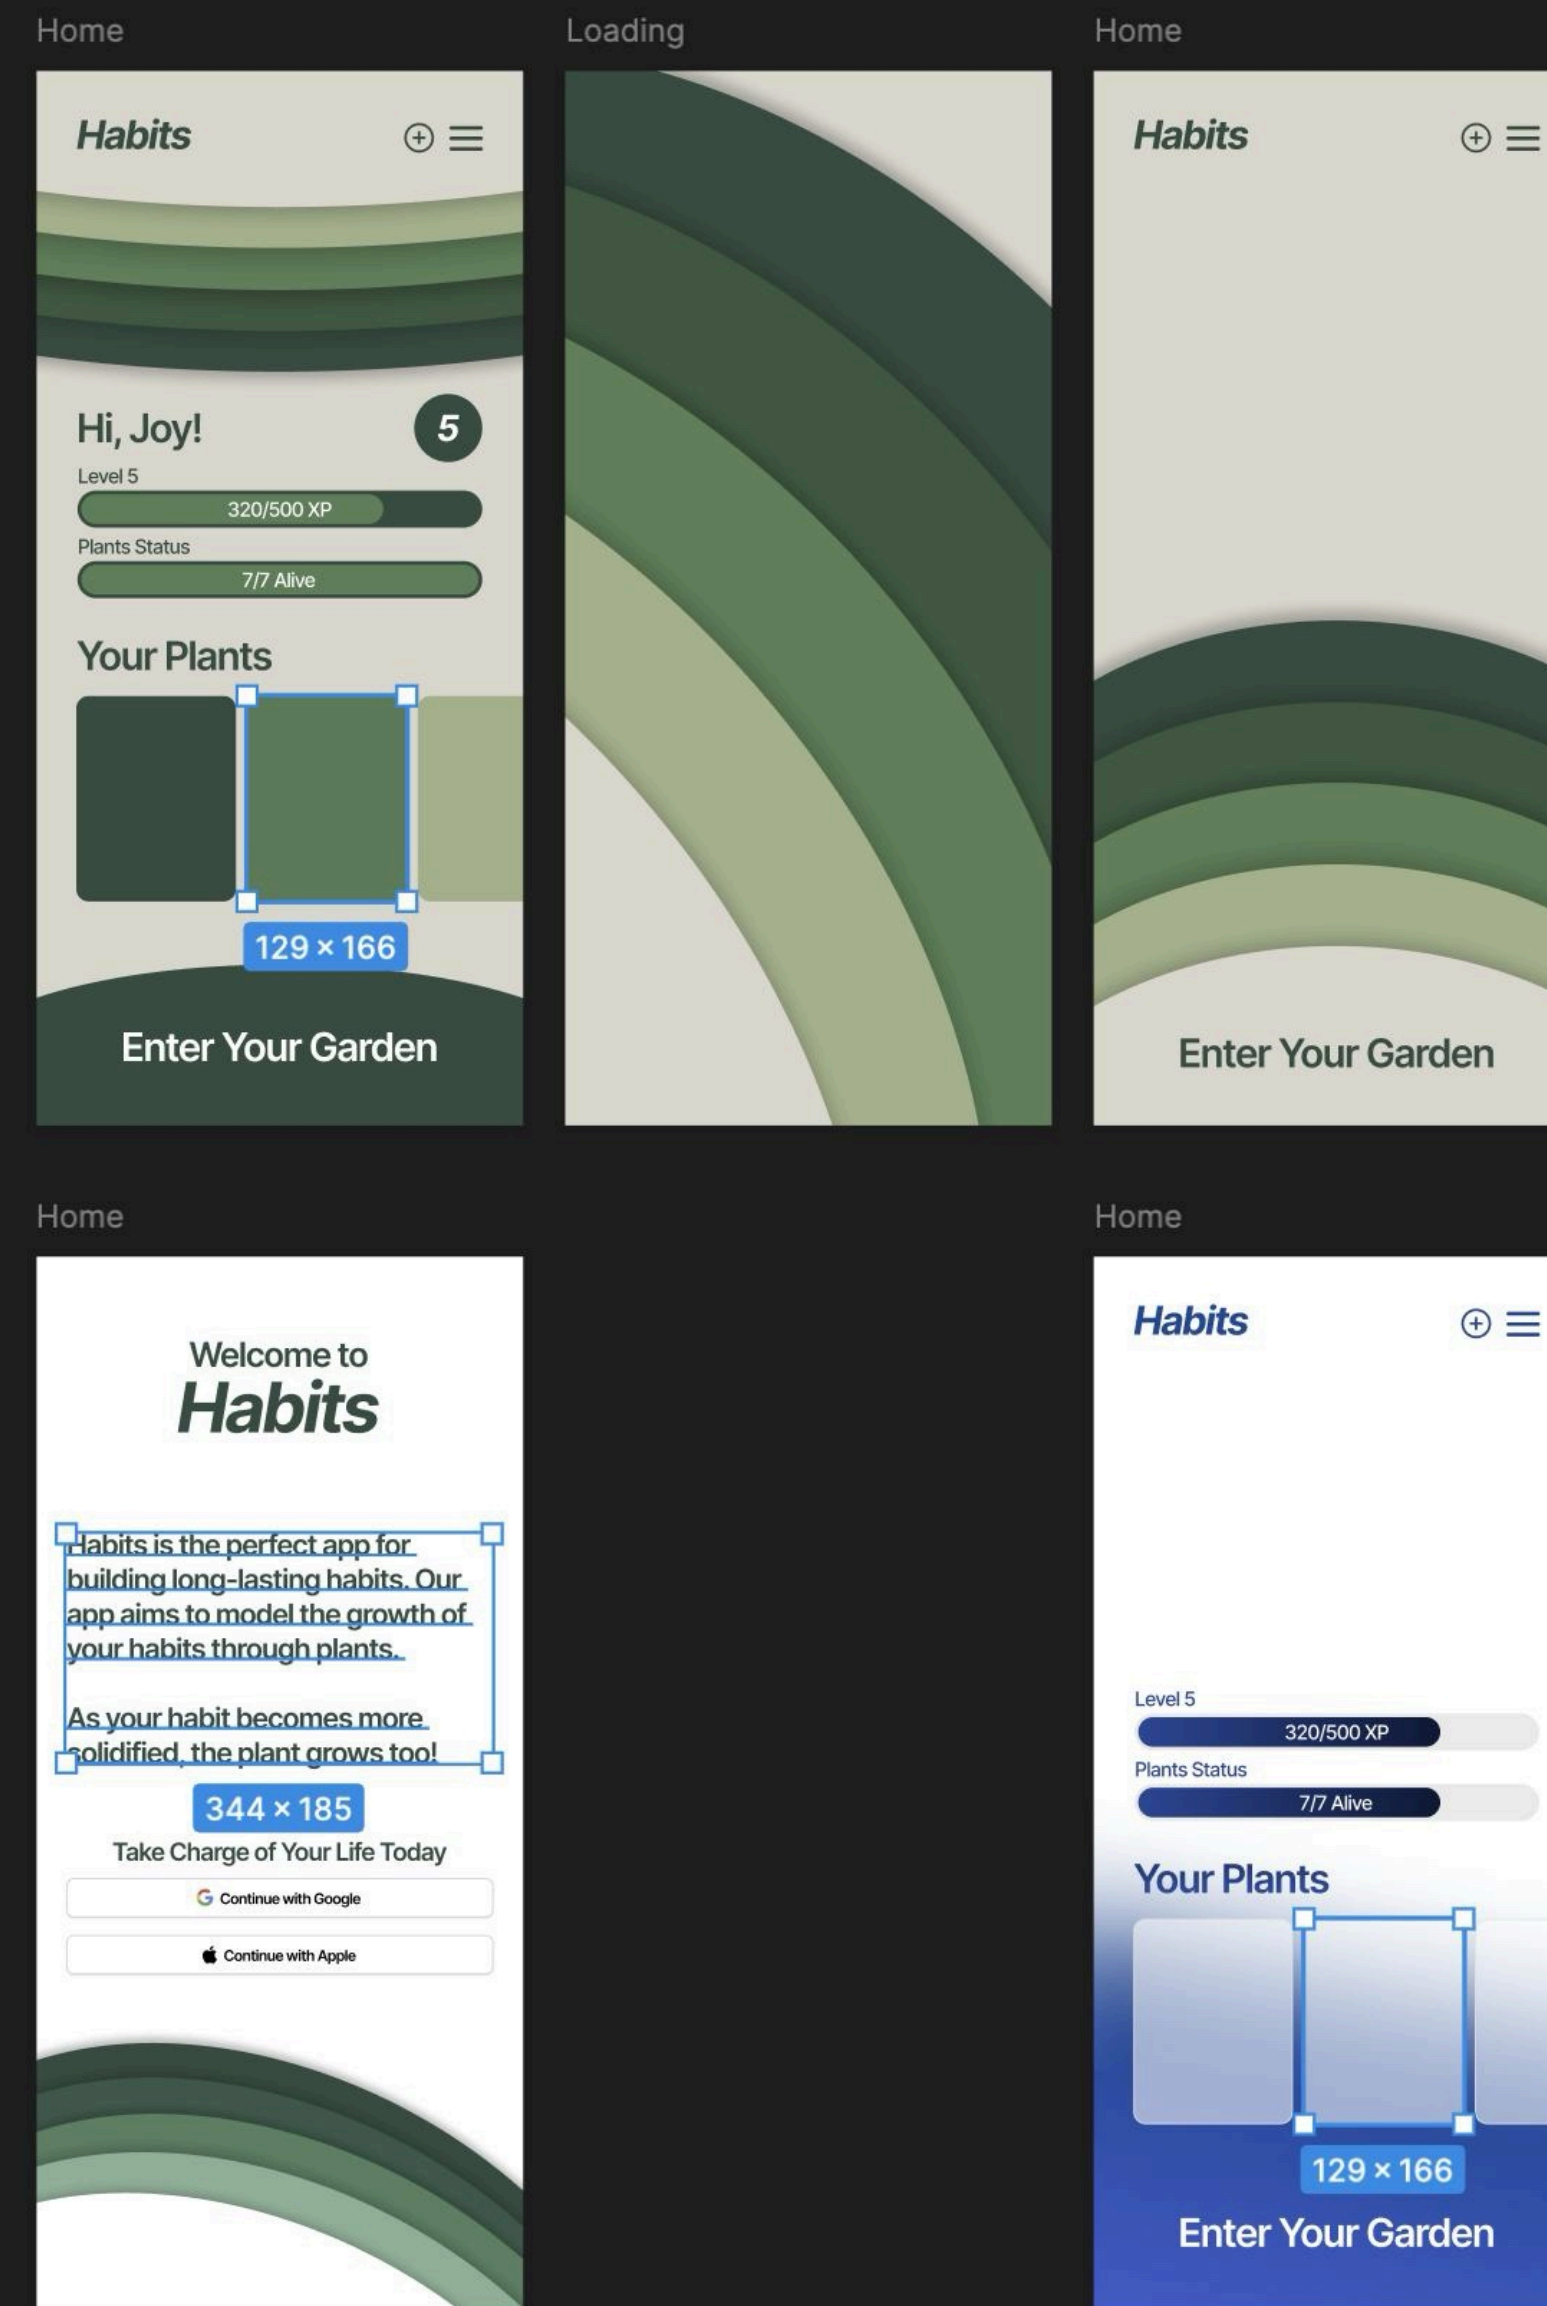 Home
Habits
Hi, Joy!
5
Level 5
320/500 XP
Plants Status
7/7 Alive
Your Plants
129 × 166
Enter Your Garden
Loading
Home
Habits
Enter Your Garden
Home
Welcome to
Habits
Habits is the perfect app for
building long-lasting habits. Our
app aims to model the growth of
your habits through plants.
As your habit becomes more
solidified, the plant grows too!
344 × 185
Take Charge of Your Life Today
Continue with Google
Continue with Apple
Home
Habits
Level 5
320/500 XP
Plants Status
7/7 Alive
Your Plants
129 × 166
Enter Your Garden